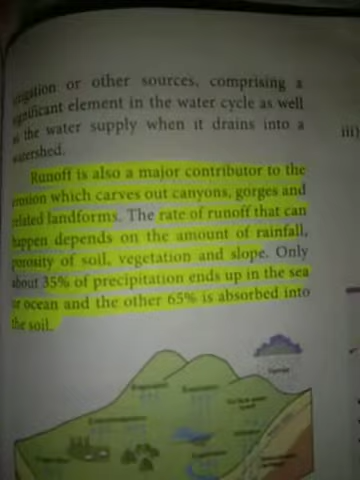 irrigation or other sources, comprising a
significant element in the water cycle as well
as the water supply when it drains into a
watershed.
Runoff is also a major contributor to the
erosion which carves out canyons, gorges and
related landforms. The rate of runoff that can
happen depends on the amount of rainfall,
porosity of soil, vegetation and slope. Only
about 35% of precipitation ends up in the sea
or ocean and the other 65% is absorbed into
the soil.
iii)